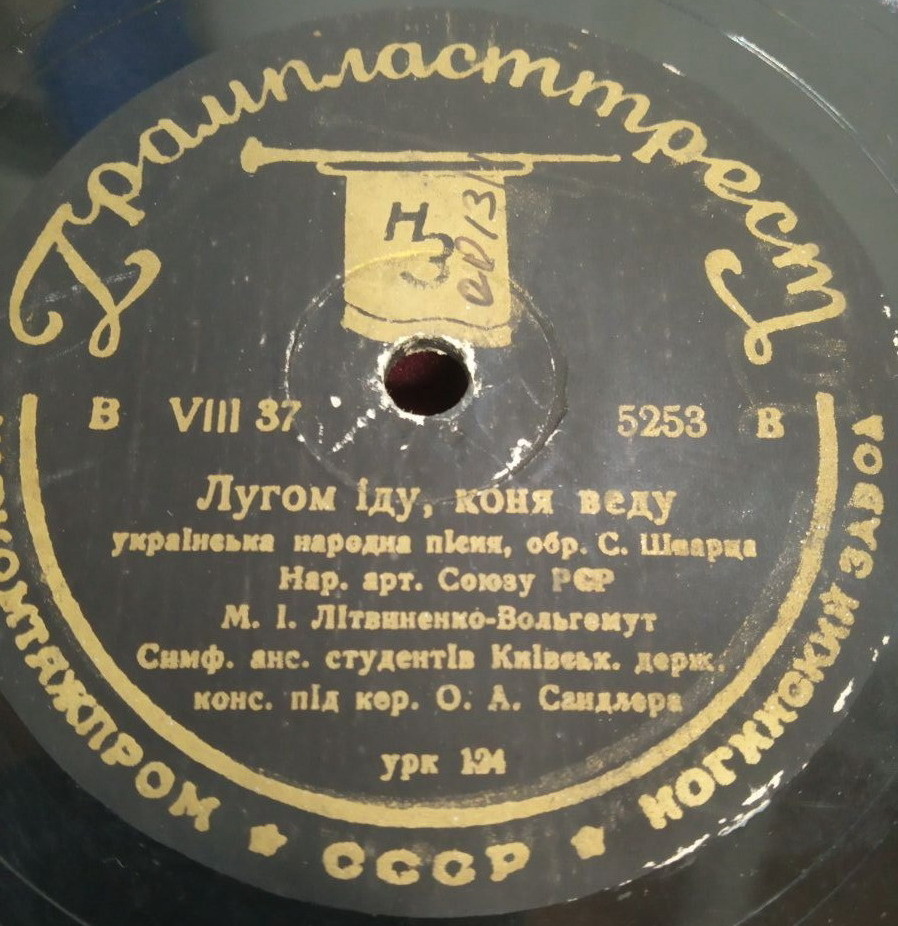 Грампласттрест
НЗ
В VIII 37 5253 В
Лугом іду, коня веду
українська народна пісня, обр. С. Шварца
Нар. арт. Союзу РСР
М. І. Літвиненко-Вольгемут
Симф. анс. студентів Київськ. держ.
конс. під кер. О. А. Сандлера
урк 124
СССР
НОГИНСКИЙ ЗАВОД